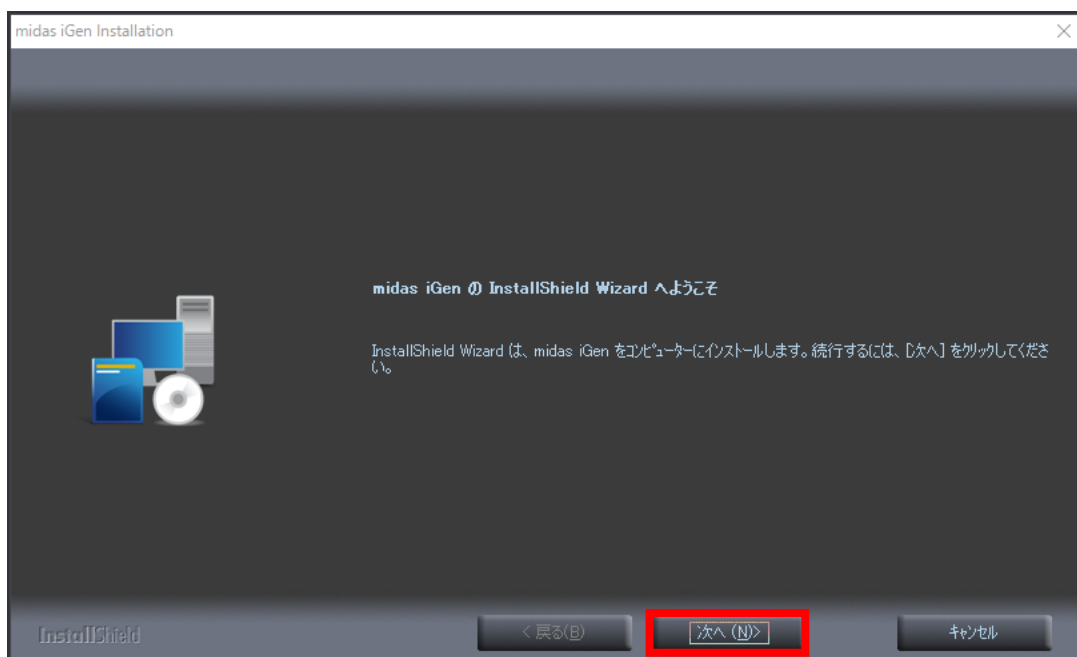 midas iGen Installation
midas iGen の InstallShield Wizard へようこそ
InstallShield Wizard は、midas iGen をコンピューターにインストールします。続行するには、[次へ] をクリックしてくださ
い。
InstallShield
< 戻る(B)
次へ (N)>
キャンセル